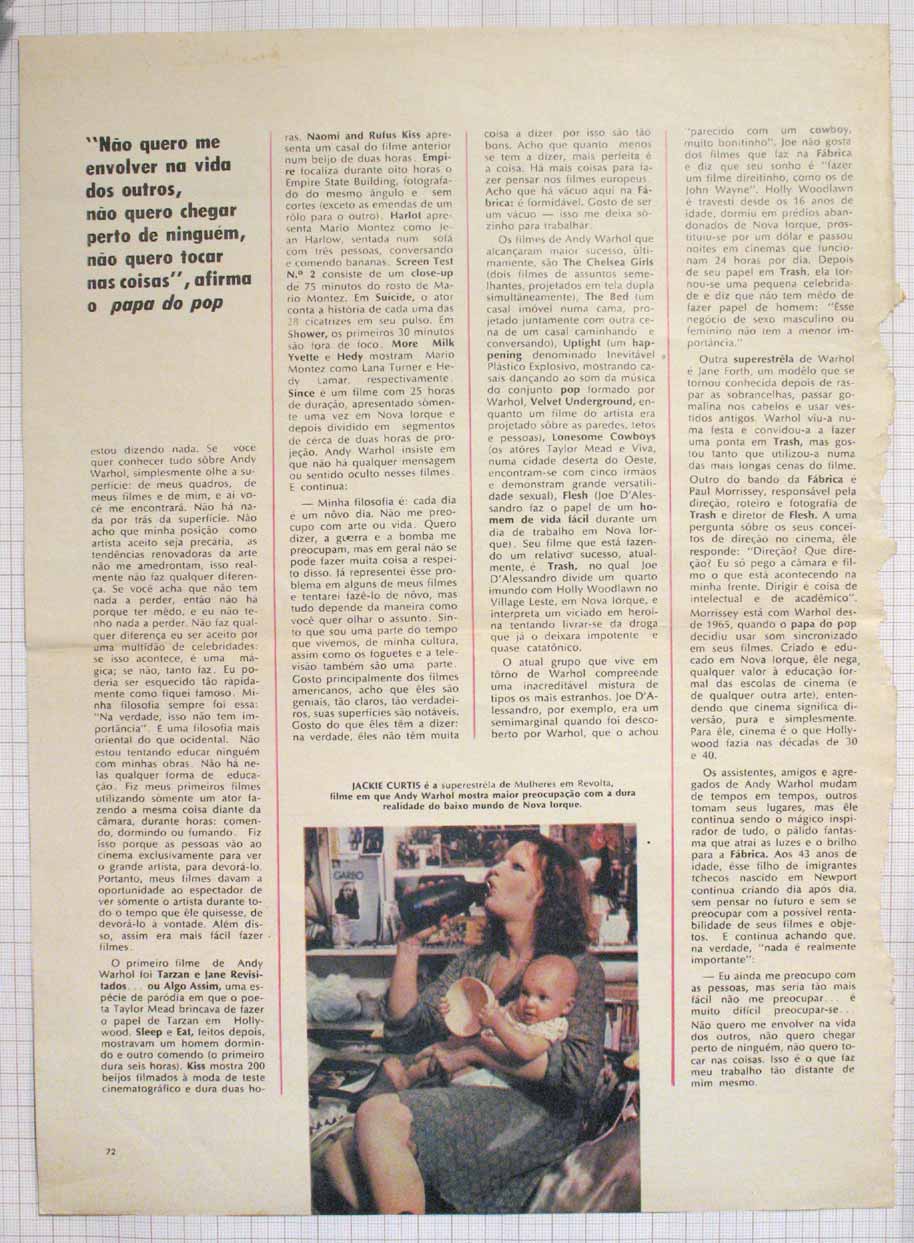 "Não quero me
envolver na vida
dos outros,
não quero chegar
perto de ninguém,
não quero tocar
nas coisas", afirma
o papa do pop
estou dizendo nada. Se você
quer conhecer tudo sôbre Andy
Warhol, simplesmente olhe a su-
perfície: de meus quadros, de
meus filmes e de mim, e aí vo-
cê me encontrará. Não há na-
da por trás da superfície. Não
acho que minha posição como
artista aceito seja precária, as
tendências renovadoras da arte
não me amedrontam, isso real-
mente não faz qualquer diferen-
ça. Se você acha que não tem
nada a perder, então não há
porque ter mêdo, e eu não te-
nho nada a perder. Não faz qual-
quer diferença eu ser aceito por
uma multidão de celebridades:
se isso acontece, é uma má-
gica; se não, tanto faz. Eu po-
deria ser esquecido tão ràpida-
mente como fiquei famoso. Mi-
nha filosofia sempre foi essa:
"Na verdade, isso não tem im-
portância". É uma filosofia mais
oriental do que ocidental. Não
estou tentando educar ninguém
com minhas obras. Não há ne-
las qualquer forma de educa-
ção. Fiz meus primeiros filmes
utilizando sòmente um ator fa-
zendo a mesma coisa diante da
câmara, durante horas: comen-
do, dormindo ou fumando. Fiz
isso porque as pessoas vão ao
cinema exclusivamente para ver
o grande artista, para devorá-lo.
Portanto, meus filmes davam a
oportunidade ao espectador de
ver sòmente o artista durante to-
do o tempo que êle quisesse, de
devorá-lo à vontade. Além dis-
so, assim era mais fácil fazer
filmes.
O primeiro filme de Andy
Warhol foi Tarzan e Jane Revisi-
tados... ou Algo Assim, uma es-
pécie de paródia em que o poe-
ta Taylor Mead brincava de fazer
o papel de Tarzan em Holly-
wood. Sleep e Eat, feitos depois,
mostravam um homem dormin-
do e outro comendo (o primeiro
dura seis horas). Kiss mostra 200
beijos filmados à moda de teste
cinematográfico e dura duas ho-
ras. Naomi and Rufus Kiss apre-
senta um casal do filme anterior
num beijo de duas horas. Empi-
re focaliza durante oito horas o
Empire State Building, fotografa-
do do mesmo ângulo e sem
cortes (exceto as emendas de um
rôlo para o outro). Harlot apre-
senta Mario Montez como Je-
an Harlow, sentada num sofá
com três pessoas, conversando
e comendo bananas. Screen Test
N.º 2 consiste de um close-up
de 75 minutos do rosto de Ma-
rio Montez. Em Suicide, o ator
conta a história de cada uma das
28 cicatrizes em seu pulso. Em
Shower, os primeiros 30 minutos
são fora de foco. More Milk
Yvette e Hedy mostram Mario
Montez como Lana Turner e He-
dy Lamar, respectivamente.
Since é um filme com 25 horas
de duração, apresentado sòmen-
te uma vez em Nova Iorque e
depois dividido em segmentos
de cêrca de duas horas de pro-
jeção. Andy Warhol insiste em
que não há qualquer mensagem
ou sentido oculto nesses filmes.
E continua:
— Minha filosofia é: cada dia
é um nôvo dia. Não me preo-
cupo com arte ou vida. Quero
dizer, a guerra e a bomba me
preocupam, mas em geral não se
pode fazer muita coisa a respei-
to disso. Já representei êsse pro-
blema em alguns de meus filmes
e tentarei fazê-lo de nôvo, mas
tudo depende da maneira como
você quer olhar o assunto. Sin-
to que sou uma parte do tempo
que vivemos, de minha cultura,
assim como os foguetes e a tele-
visão também são uma parte.
Gosto principalmente dos filmes
americanos, acho que êles são
geniais, tão claros, tão verdadei-
ros, suas superfícies são notáveis.
Gosto do que êles têm a dizer:
na verdade, êles não têm muita
coisa a dizer por isso são tão
bons. Acho que quanto menos
se tem a dizer, mais perfeita é
a coisa. Há mais coisas para fa-
zer pensar nos filmes europeus.
Acho que há vácuo aqui na Fá-
brica: é formidável. Gosto de ser
um vácuo — isso me deixa sò-
zinho para trabalhar.
Os filmes de Andy Warhol que
alcançaram maior sucesso, ùlti-
mamente, são The Chelsea Girls
(dois filmes de assuntos seme-
lhantes, projetados em tela dupla
simultâneamente), The Bed (um
casal imóvel numa cama, pro-
jetado juntamente com outra ce-
na de um casal caminhando e
conversando), Uptight (um hap-
pening denominado Inevitável
Plástico Explosivo, mostrando ca-
sais dançando ao som da música
do conjunto pop formado por
Warhol, Velvet Underground, en-
quanto um filme do artista era
projetado sôbre as paredes, tetos
e pessoas), Lonesome Cowboys
(os atôres Taylor Mead e Viva,
numa cidade deserta do Oeste,
encontram-se com cinco irmãos
e demonstram grande versatili-
dade sexual), Flesh (Joe D'Ales-
sandro faz o papel de um ho-
mem de vida fácil durante um
dia de trabalho em Nova Ior-
que). Seu filme que está fazen-
do um relativo sucesso, atual-
mente, é Trash, no qual Joe
D'Alessandro divide um quarto
imundo com Holly Woodlawn no
Village Leste, em Nova Iorque, e
interpreta um viciado em heroí-
na tentando livrar-se da droga
que já o deixara impotente e
quase catatônico.
O atual grupo que vive em
tôrno de Warhol compreende
uma inacreditável mistura de
tipos os mais estranhos. Joe D'A-
lessandro, por exemplo, era um
semimarginal quando foi desco-
berto por Warhol, que o achou
"parecido com um cowboy,
muito bonitinho". Joe não gosta
dos filmes que faz na Fábrica
e diz que seu sonho é "fazer
um filme direitinho, como os de
John Wayne". Holly Woodlawn
é travesti desde os 16 anos de
idade, dormiu em prédios aban-
donados de Nova Iorque, pros-
tituiu-se por um dólar e passou
noites em cinemas que funcio-
nam 24 horas por dia. Depois
de seu papel em Trash, ela tor-
nou-se uma pequena celebrida-
de e diz que não tem mêdo de
fazer papel de homem: "Êsse
negócio de sexo masculino ou
feminino não tem a menor im-
portância."
Outra superestrêla de Warhol
é Jane Forth, um modêlo que se
tornou conhecida depois de ras-
par as sobrancelhas, passar go-
malina nos cabelos e usar ves-
tidos antigos. Warhol viu-a nu-
ma festa e convidou-a a fazer
uma ponta em Trash, mas gos-
tou tanto que utilizou-a numa
das mais longas cenas do filme.
Outro do bando da Fábrica é
Paul Morrissey, responsável pela
direção, roteiro e fotografia de
Trash e diretor de Flesh. A uma
pergunta sôbre os seus concei-
tos de direção no cinema, êle
responde: "Direção? Que dire-
ção? Eu só pego a câmara e fil-
mo o que está acontecendo na
minha frente. Dirigir é coisa de
intelectual e de acadêmico".
Morrissey está com Warhol des-
de 1965, quando o papa do pop
decidiu usar som sincronizado
em seus filmes. Criado e edu-
cado em Nova Iorque, êle nega
qualquer valor à educação for-
mal das escolas de cinema (e
de qualquer outra arte), enten-
dendo que cinema significa di-
versão, pura e simplesmente.
Para êle, cinema é o que Holly-
wood fazia nas décadas de 30
e 40.
Os assistentes, amigos e agre-
gados de Andy Warhol mudam
de tempos em tempos, outros
tomam seus lugares, mas êle
continua sendo o mágico inspi-
rador de tudo, o pálido fantas-
ma que atrai as luzes e o brilho
para a Fábrica. Aos 43 anos de
idade, êsse filho de imigrantes
tchecos nascido em Newport
continua criando dia após dia,
sem pensar no futuro e sem se
preocupar com a possível renta-
bilidade de seus filmes e obje-
tos. E continua achando que,
na verdade, "nada é realmente
importante":
— Eu ainda me preocupo com
as pessoas, mas seria tão mais
fácil não me preocupar... é
muito difícil preocupar-se...
Não quero me envolver na vida
dos outros, não quero chegar
perto de ninguém, não quero to-
car nas coisas. Isso é o que faz
meu trabalho tão distante de
mim mesmo.
JACKIE CURTIS é a superestrêla de Mulheres em Revolta,
filme em que Andy Warhol mostra maior preocupação com a dura
realidade do baixo mundo de Nova Iorque.
GARBO
72